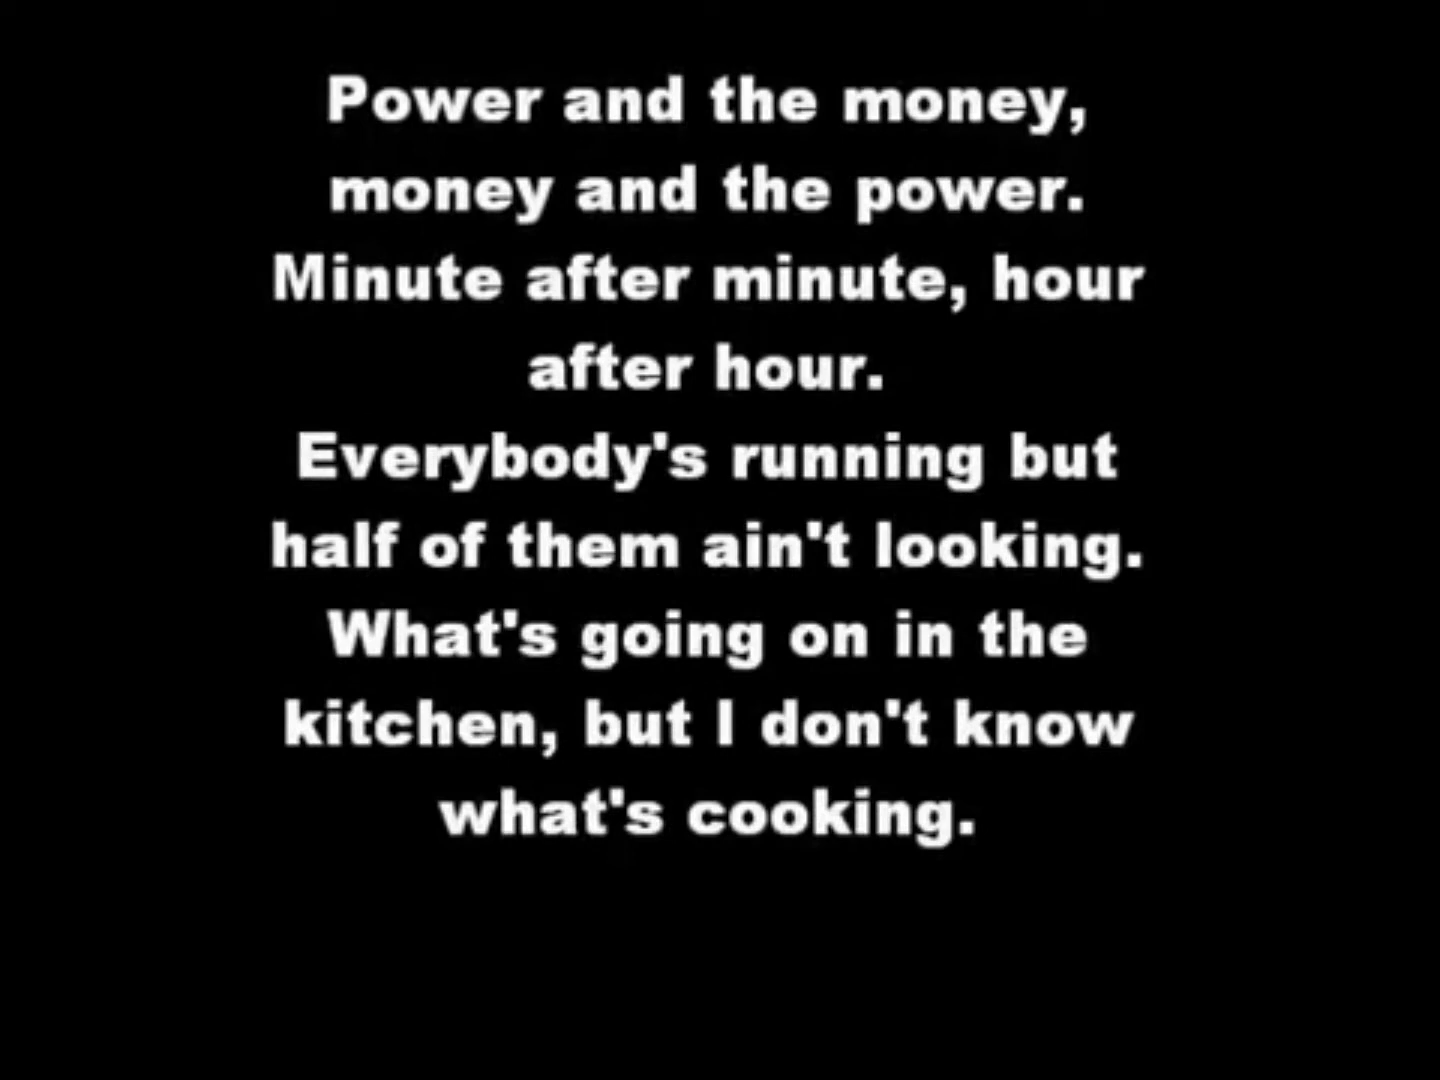 Power and the money,
money and the power.
Minute after minute, hour
after hour.
Everybody's running but
half of them ain't looking.
What's going on in the
kitchen, but I don't know
what's cooking.